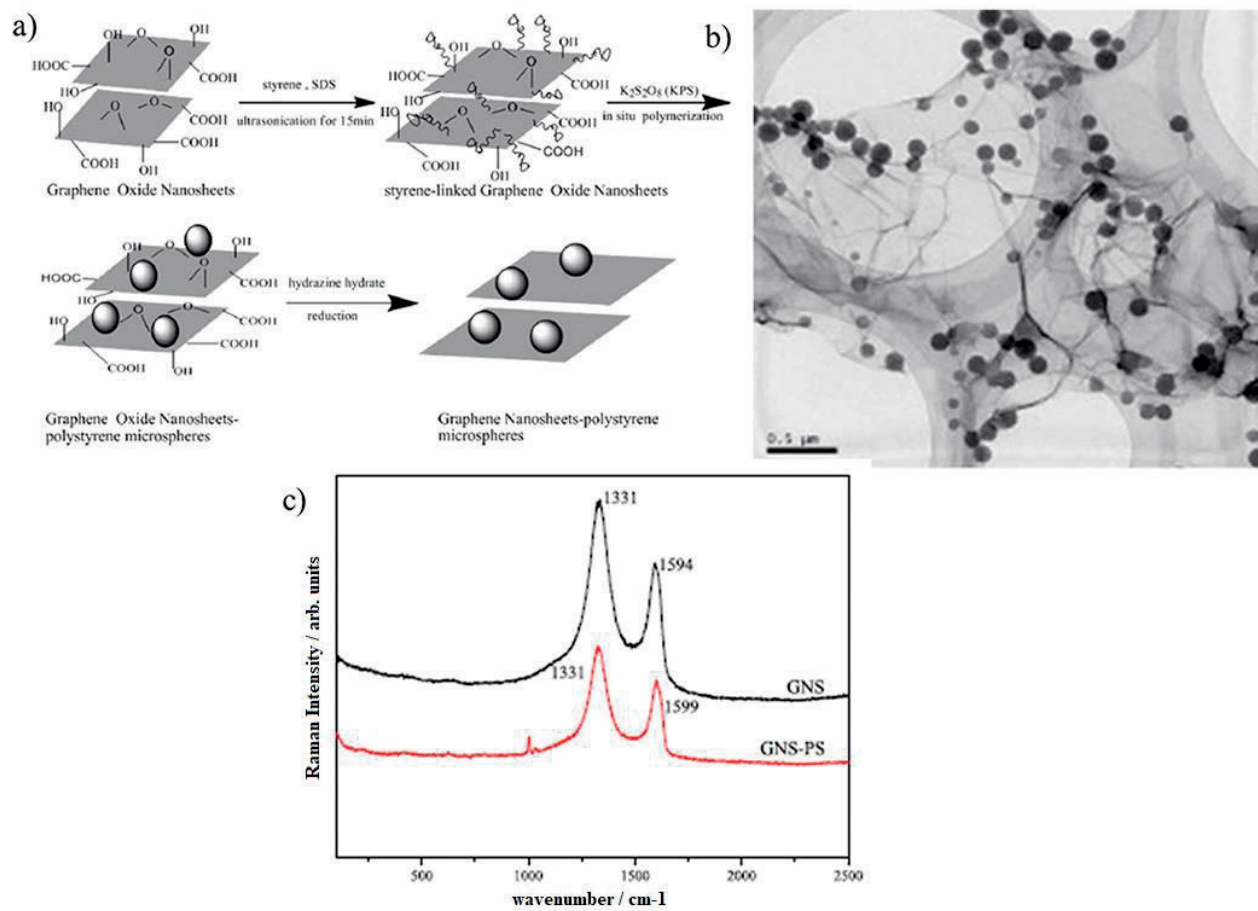 a)
OH
O
O
HOOC
COOH
HO
HO
O
O
COOH
COOH
COOH
OH
Graphene Oxide Nanosheets
styrene , SDS
ultrasonication for 15min
OH
O
OH
HOOC
O
COOH
HO
HO
O
O
COOH
COOH
COOH
OH
styrene-linked Graphene Oxide Nanosheets
K₂S₂O₈ (KPS)
in situ polymerization
b)
0.5 μm
OH
O
O
OH
HOOC
O
COOH
HO
HO
O
O
COOH
COOH
COOH
OH
Graphene Oxide Nanosheets-
polystyrene microspheres
hydrazine hydrate
reduction
Graphene Nanosheets-polystyrene
microspheres
c)
1331
1594
1331
1599
GNS
GNS-PS
Raman Intensity / arb. units
500
1000
1500
2000
2500
wavenumber / cm-1